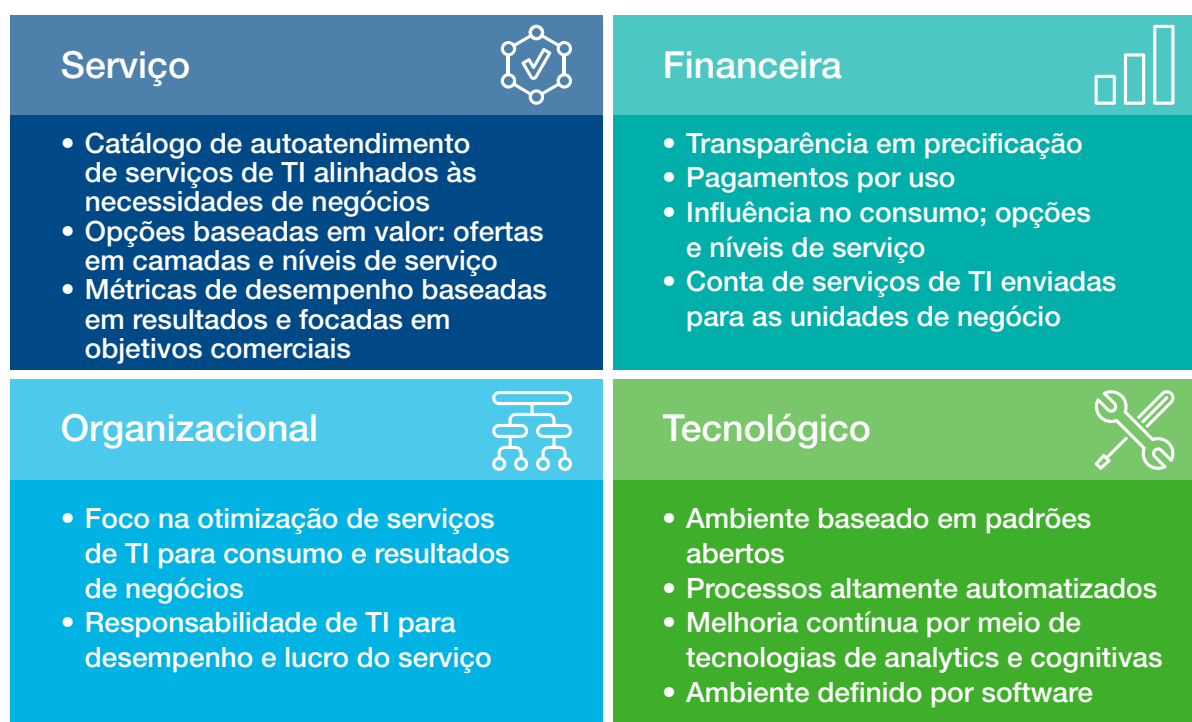 Serviço
• Catálogo de autoatendimento
de serviços de TI alinhados às
necessidades de negócios
• Opções baseadas em valor: ofertas
em camadas e níveis de serviço
• Métricas de desempenho baseadas
em resultados e focadas em
objetivos comerciais
Financeira
• Transparência em precificação
• Pagamentos por uso
• Influência no consumo; opções
e níveis de serviço
• Conta de serviços de TI enviadas
para as unidades de negócio
Organizacional
• Foco na otimização de serviços
de TI para consumo e resultados
de negócios
• Responsabilidade de TI para
desempenho e lucro do serviço
Tecnológico
• Ambiente baseado em padrões
abertos
• Processos altamente automatizados
• Melhoria contínua por meio de
tecnologias de analytics e cognitivas
• Ambiente definido por software